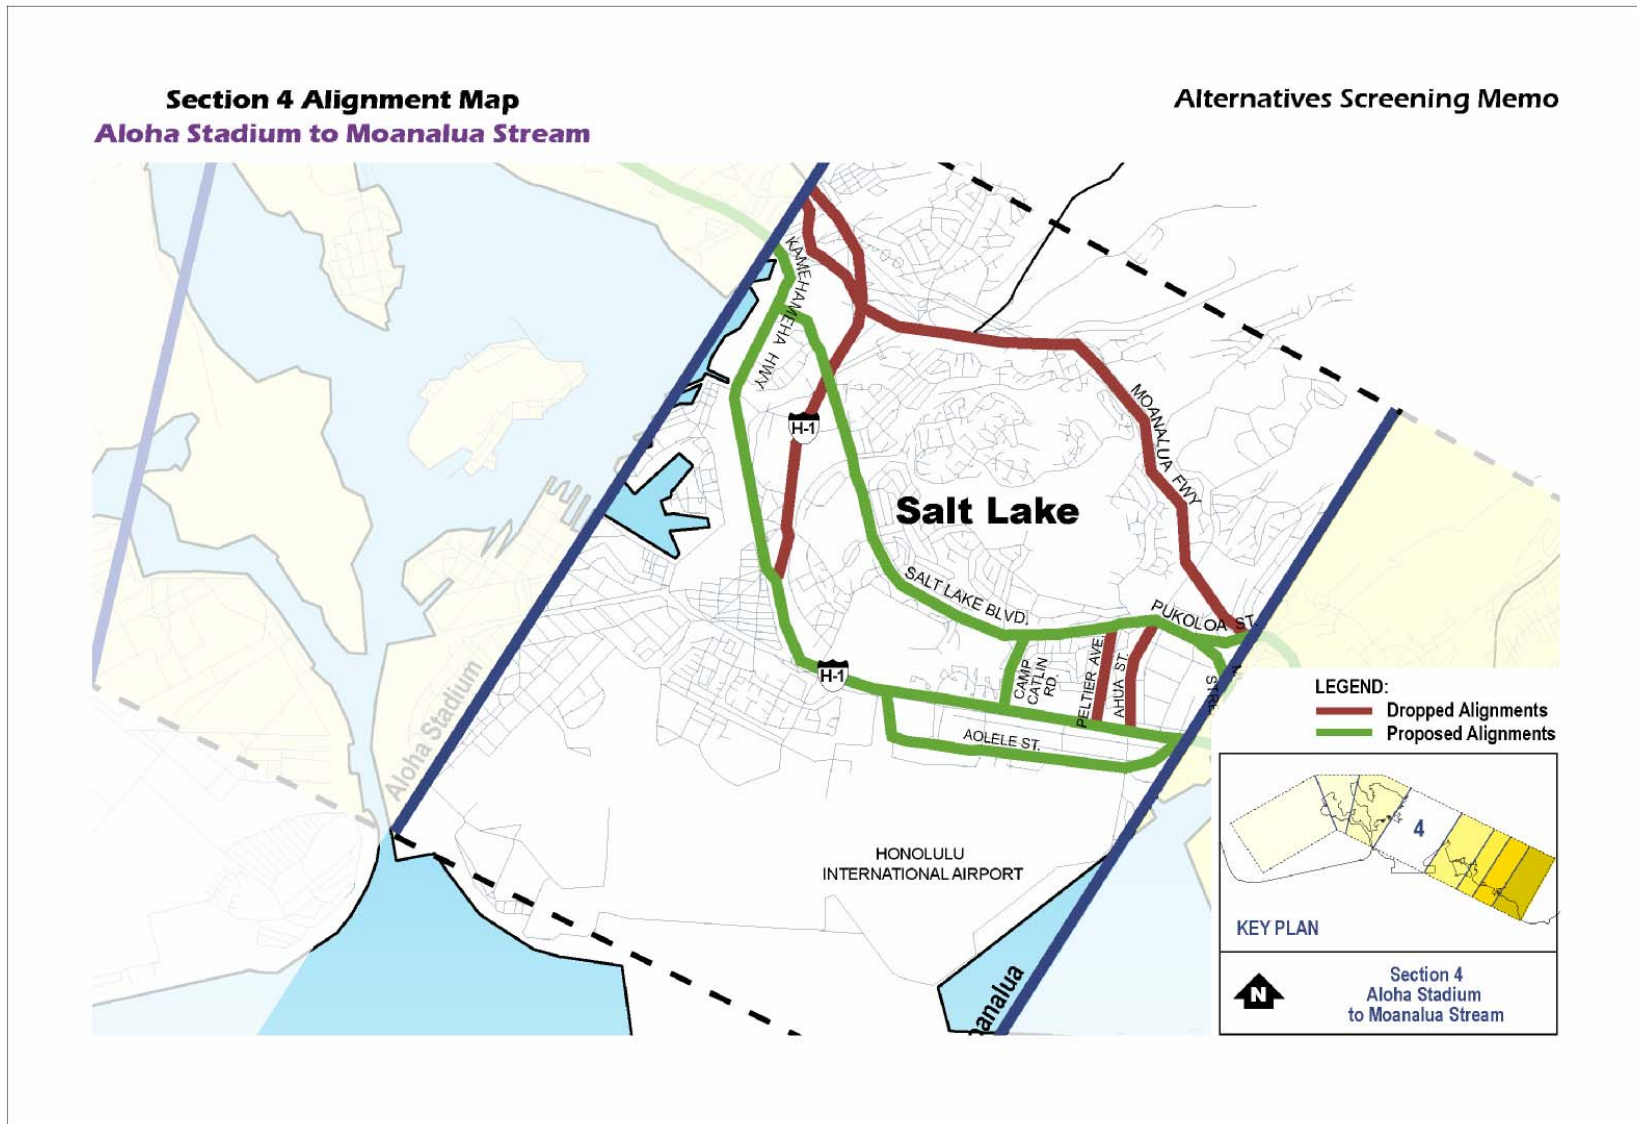 Section 4 Alignment Map
Aloha Stadium to Moanalua Stream
Alternatives Screening Memo
KAMEHAMEHA HWY
H-1
MOANALUA FWY
Salt Lake
SALT LAKE BLVD.
PUKOLOA ST.
CAMP
CATLIN
RD.
PELTIER AVE.
AHUA ST.
H-1
AOLELE ST.
Aloha Stadium
HONOLULU
INTERNATIONAL AIRPORT
LEGEND:
Dropped Alignments
Proposed Alignments
4
KEY PLAN
N
Section 4
Aloha Stadium
to Moanalua Stream